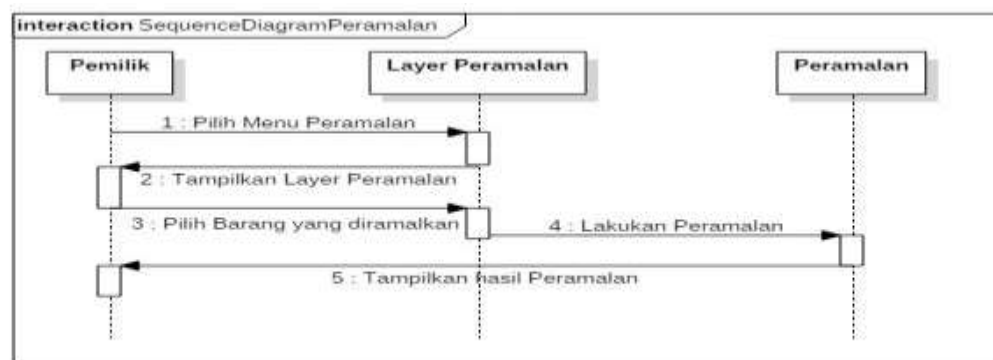 interaction SequenceDiagramPeramalan
Pemilik
Layer Peramalan
Peramalan
1 : Pilih Menu Peramalan
2 : Tampilkan Layer Peramalan
3 : Pilih Barang yang diramalkan
4 : Lakukan Peramalan
5 : Tampilkan hasil Peramalan